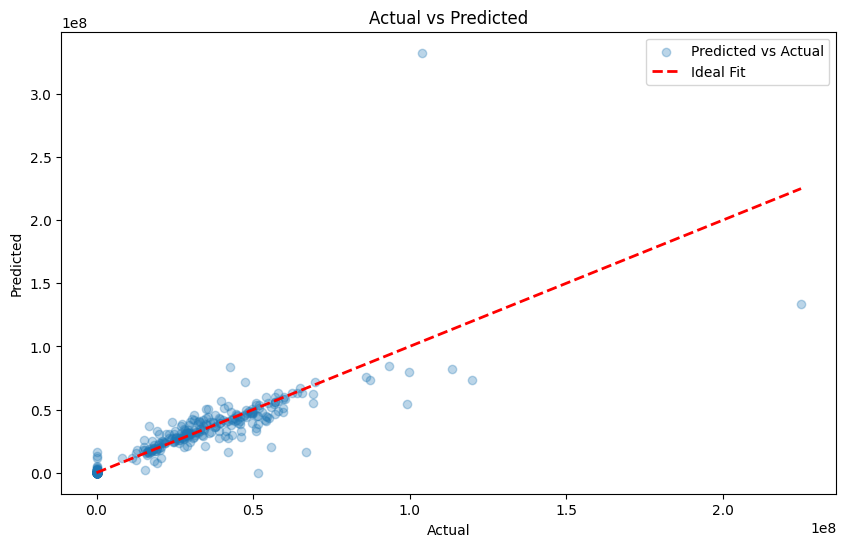 Actual vs Predicted
1e8
Predicted vs Actual
Ideal Fit
3.0
2.5
2.0
1.5
1.0
0.5
0.0
Predicted
0.0 0.5 1.0 1.5 2.0
Actual
1e8